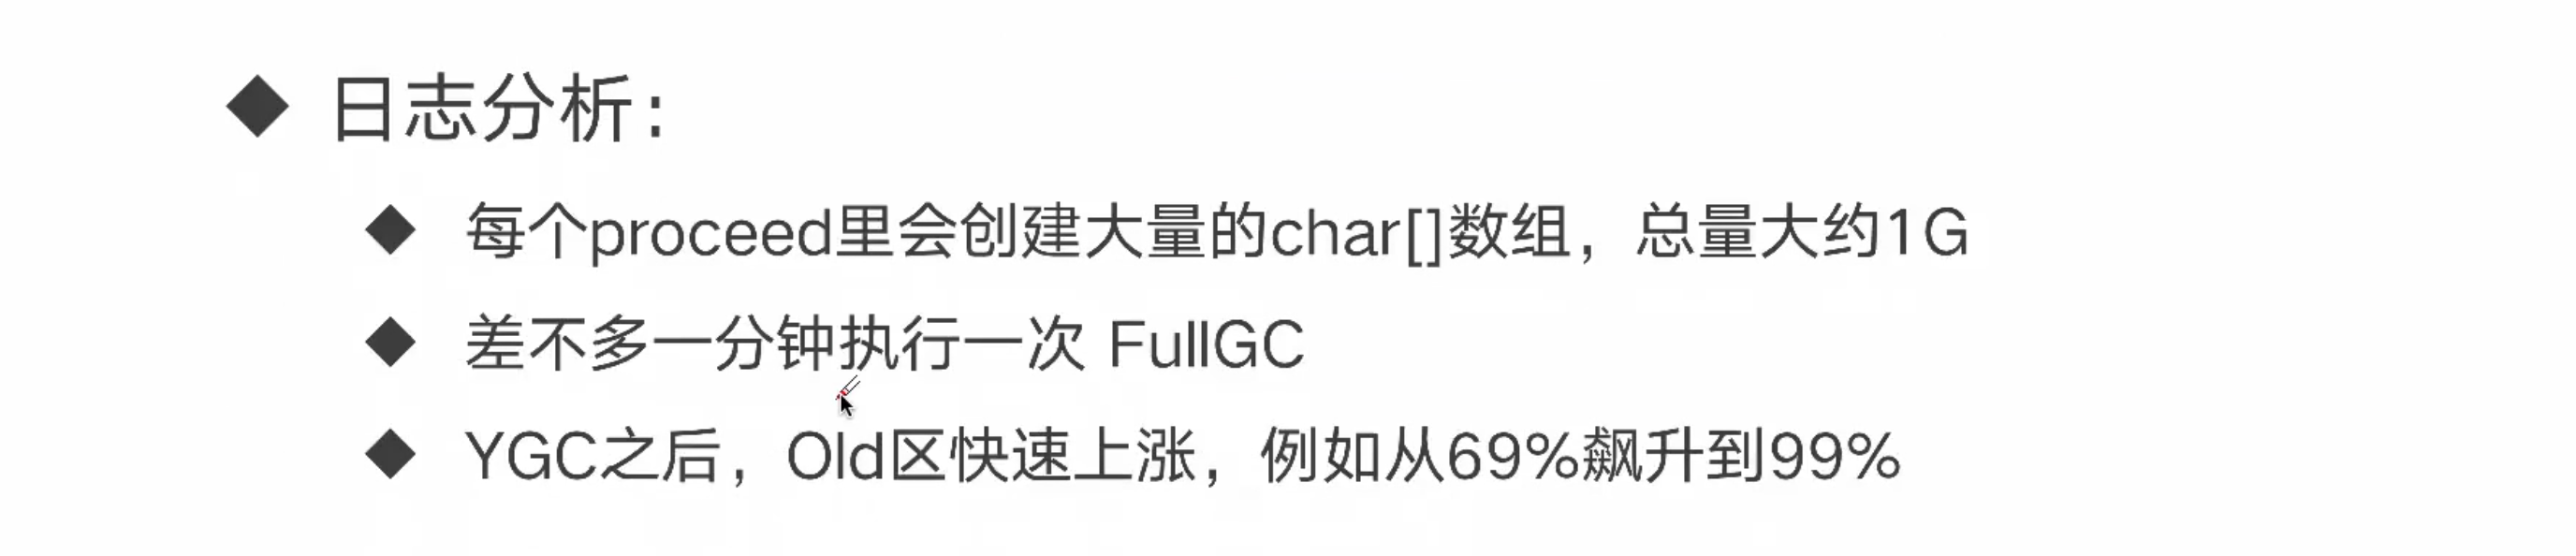 日志分析：
每个proceed里会创建大量的char[]数组，总量大约1G
差不多一分钟执行一次 FullGC
YGC之后，Old区快速上涨，例如从69%飙升到99%